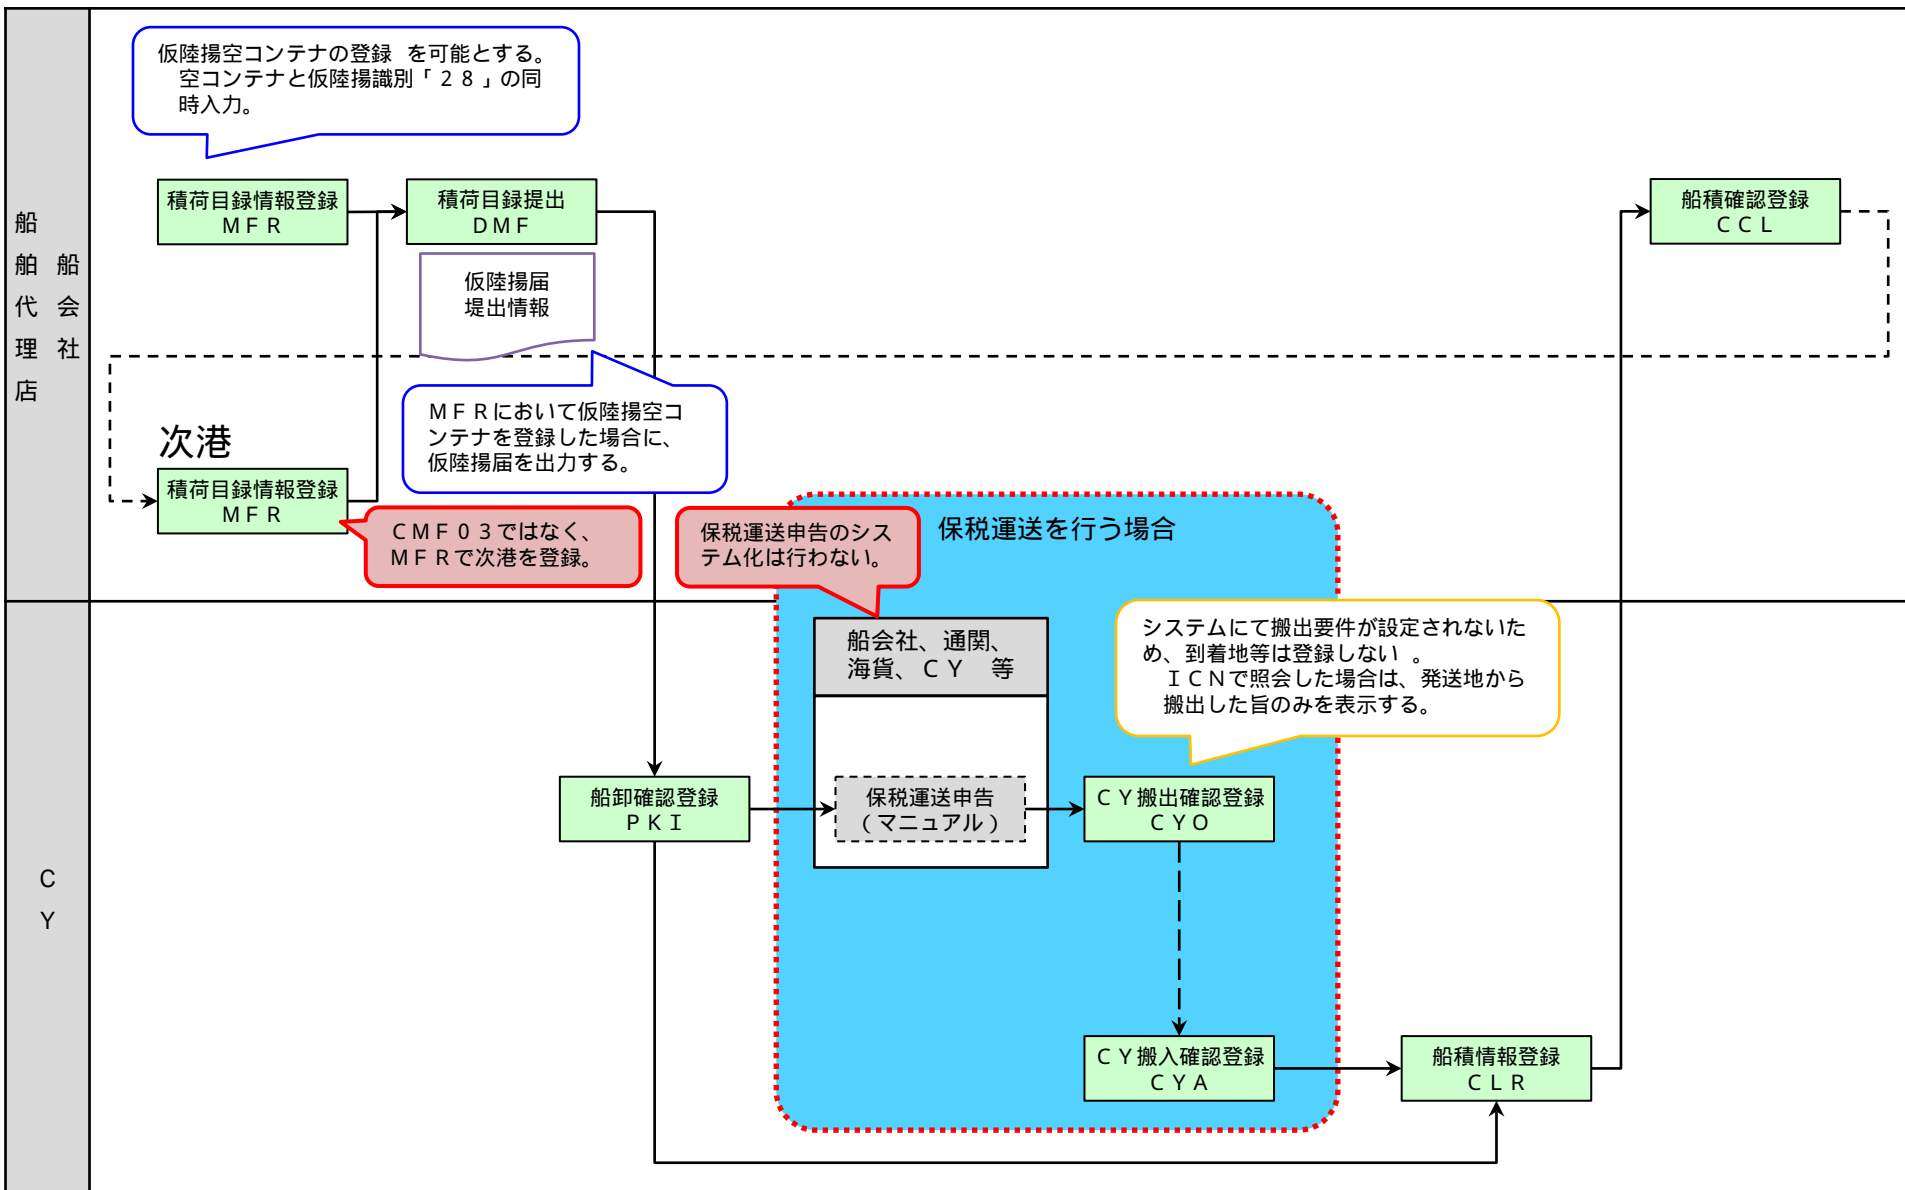 仮陸揚空コンテナの登録 を可能とする。
空コンテナと仮陸揚識別「２８」の同
時入力。
積荷目録情報登録
ＭＦＲ
積荷目録提出
ＤＭＦ
船積確認登録
ＣＣＬ
仮陸揚届
堤出情報
船舶代理店
船会社
ＭＦＲにおいて仮陸揚空コ
ンテナを登録した場合に、
仮陸揚届を出力する。
次港
積荷目録情報登録
ＭＦＲ
ＣＭＦ０３ではなく、
ＭＦＲで次港を登録。
保税運送申告のシス
テム化は行わない。
保税運送を行う場合
システムにて搬出要件が設定されないた
め、到着地等は登録しない 。
ＩＣＮで照会した場合は、発送地から
搬出した旨のみを表示する。
船会社、通関、
海貨、ＣＹ　等
船卸確認登録
ＰＫＩ
保税運送申告
（マニュアル）
ＣＹ搬出確認登録
ＣＹＯ
ＣＹ
ＣＹ搬入確認登録
ＣＹＡ
船積情報登録
ＣＬＲ